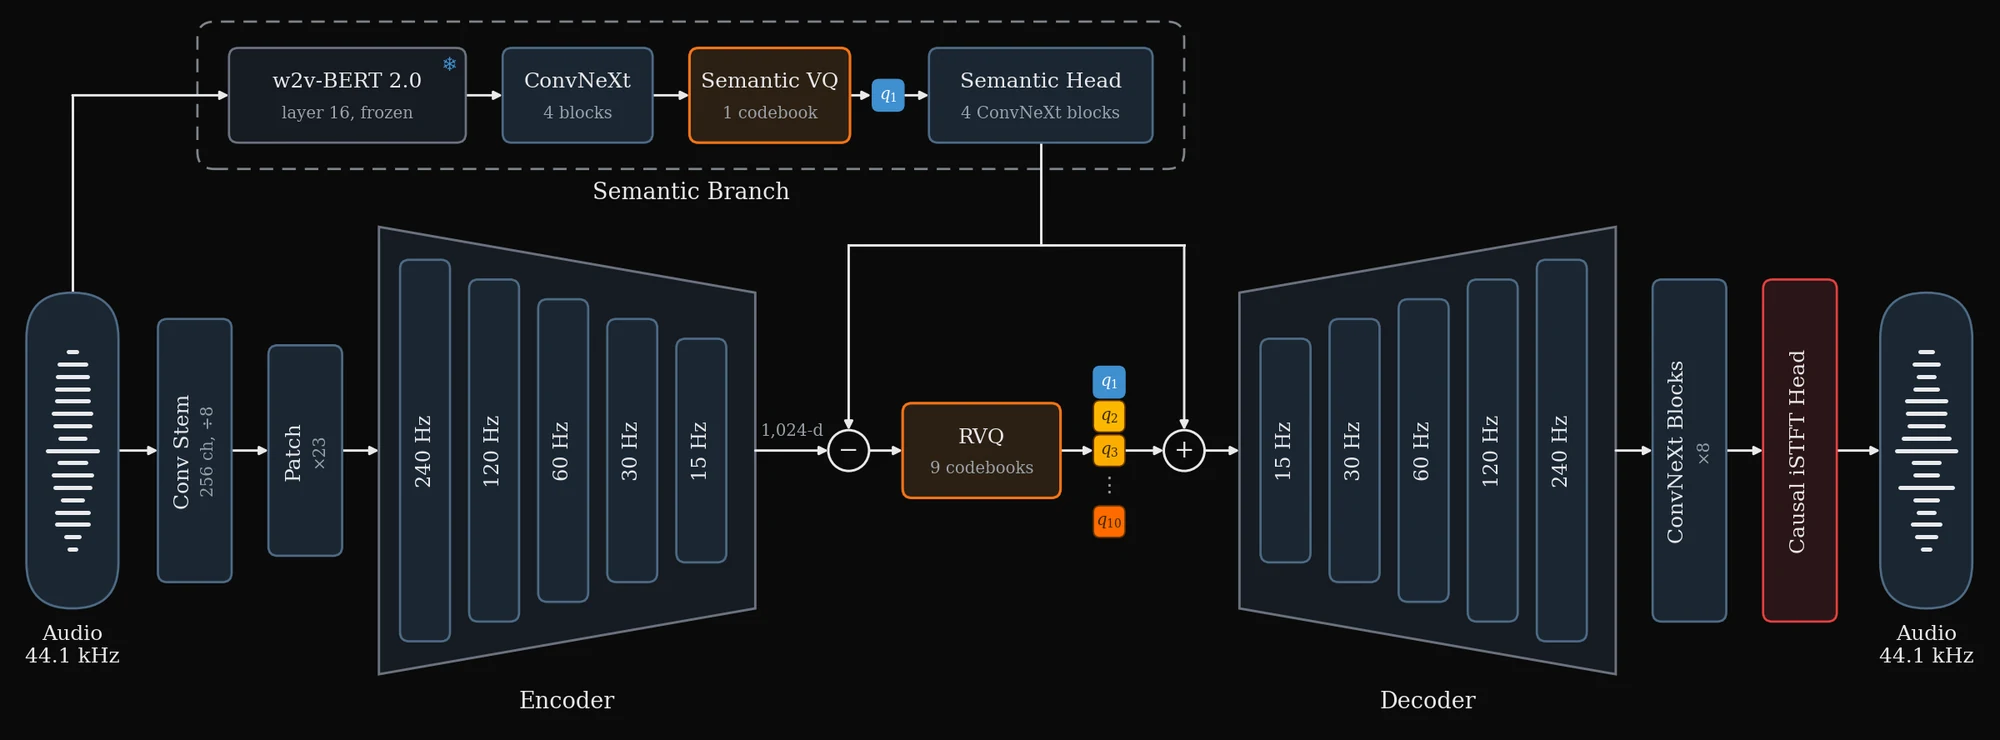 w2v-BERT 2.0
layer 16, frozen
ConvNeXt
4 blocks
Semantic VQ
1 codebook
q1
Semantic Head
4 ConvNeXt blocks
Semantic Branch
Audio
44.1 kHz
Conv Stem
256 ch, ÷8
Patch
×23
240 Hz
120 Hz
60 Hz
30 Hz
15 Hz
Encoder
1,024-d
−
RVQ
9 codebooks
q1
q2
q3
⋮
q10
+
15 Hz
30 Hz
60 Hz
120 Hz
240 Hz
Decoder
ConvNeXt Blocks
×8
Causal iSTFT Head
Audio
44.1 kHz